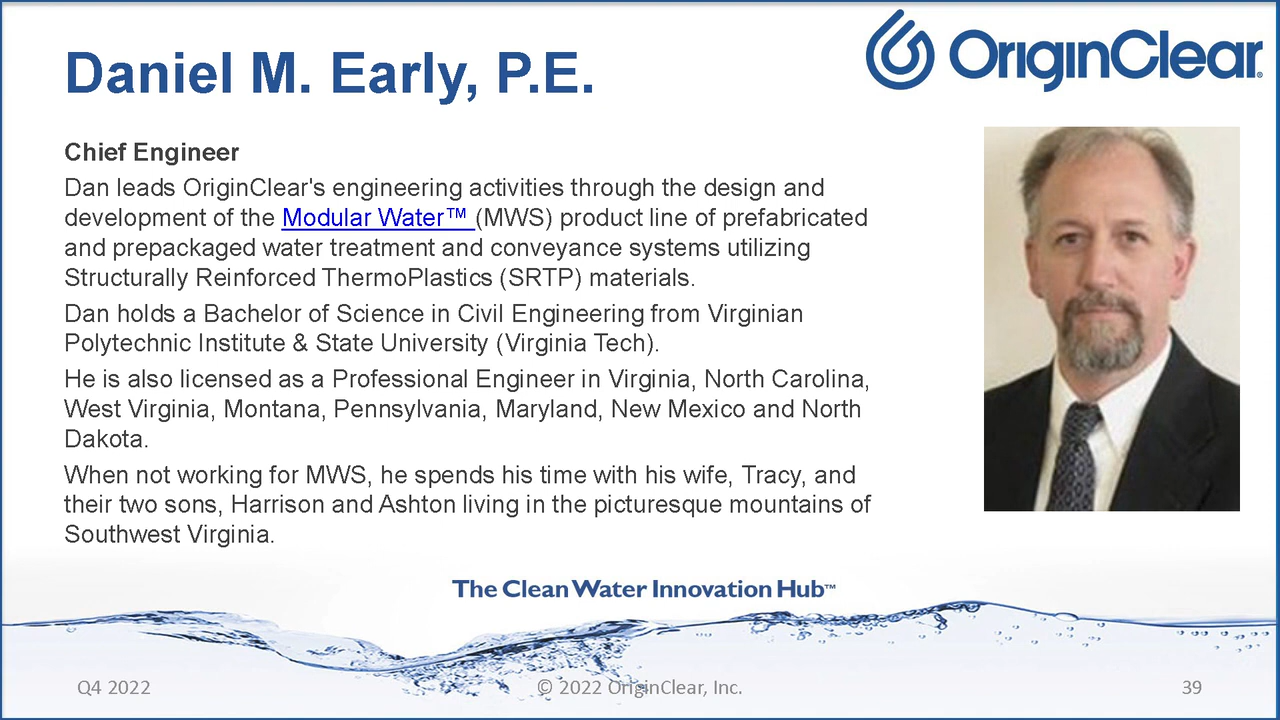 Daniel M. Early, P.E.
OriginClear®
Chief Engineer
Dan leads OriginClear's engineering activities through the design and
development of the Modular Water™ (MWS) product line of prefabricated
and prepackaged water treatment and conveyance systems utilizing
Structurally Reinforced ThermoPlastics (SRTP) materials.
Dan holds a Bachelor of Science in Civil Engineering from Virginian
Polytechnic Institute & State University (Virginia Tech).
He is also licensed as a Professional Engineer in Virginia, North Carolina,
West Virginia, Montana, Pennsylvania, Maryland, New Mexico and North
Dakota.
When not working for MWS, he spends his time with his wife, Tracy, and
their two sons, Harrison and Ashton living in the picturesque mountains of
Southwest Virginia.
The Clean Water Innovation Hub™
Q4 2022
© 2022 OriginClear, Inc.
39